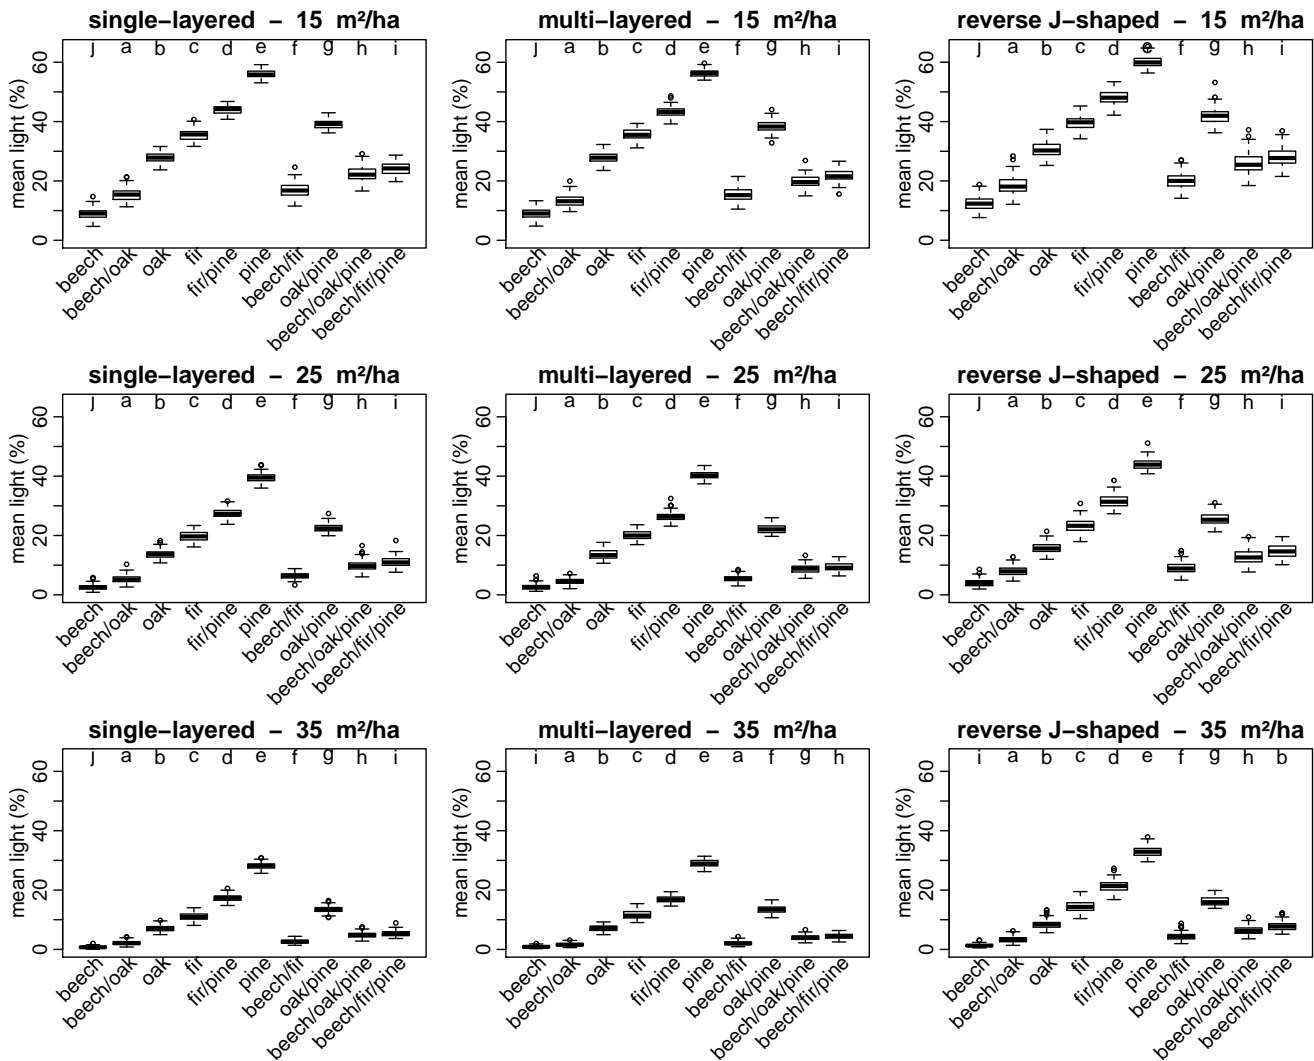 single−layered − 15 m²/ha
mean light (%)
0 20 40 60
j a b c d e f g h i
beech beech/oak oak fir fir/pine pine beech/fir oak/pine beech/oak/pine beech/fir/pine
multi−layered − 15 m²/ha
mean light (%)
0 20 40 60
j a b c d e f g h i
beech beech/oak oak fir fir/pine pine beech/fir oak/pine beech/oak/pine beech/fir/pine
reverse J−shaped − 15 m²/ha
mean light (%)
0 20 40 60
j a b c d e f g h i
beech beech/oak oak fir fir/pine pine beech/fir oak/pine beech/oak/pine beech/fir/pine
single−layered − 25 m²/ha
mean light (%)
0 20 40 60
j a b c d e f g h i
beech beech/oak oak fir fir/pine pine beech/fir oak/pine beech/oak/pine beech/fir/pine
multi−layered − 25 m²/ha
mean light (%)
0 20 40 60
j a b c d e f g h i
beech beech/oak oak fir fir/pine pine beech/fir oak/pine beech/oak/pine beech/fir/pine
reverse J−shaped − 25 m²/ha
mean light (%)
0 20 40 60
j a b c d e f g h i
beech beech/oak oak fir fir/pine pine beech/fir oak/pine beech/oak/pine beech/fir/pine
single−layered − 35 m²/ha
mean light (%)
0 20 40 60
j a b c d e f g h i
beech beech/oak oak fir fir/pine pine beech/fir oak/pine beech/oak/pine beech/fir/pine
multi−layered − 35 m²/ha
mean light (%)
0 20 40 60
i a b c d e a f g h
beech beech/oak oak fir fir/pine pine beech/fir oak/pine beech/oak/pine beech/fir/pine
reverse J−shaped − 35 m²/ha
mean light (%)
0 20 40 60
j a b c d e f g h b
beech beech/oak oak fir fir/pine pine beech/fir oak/pine beech/oak/pine beech/fir/pine